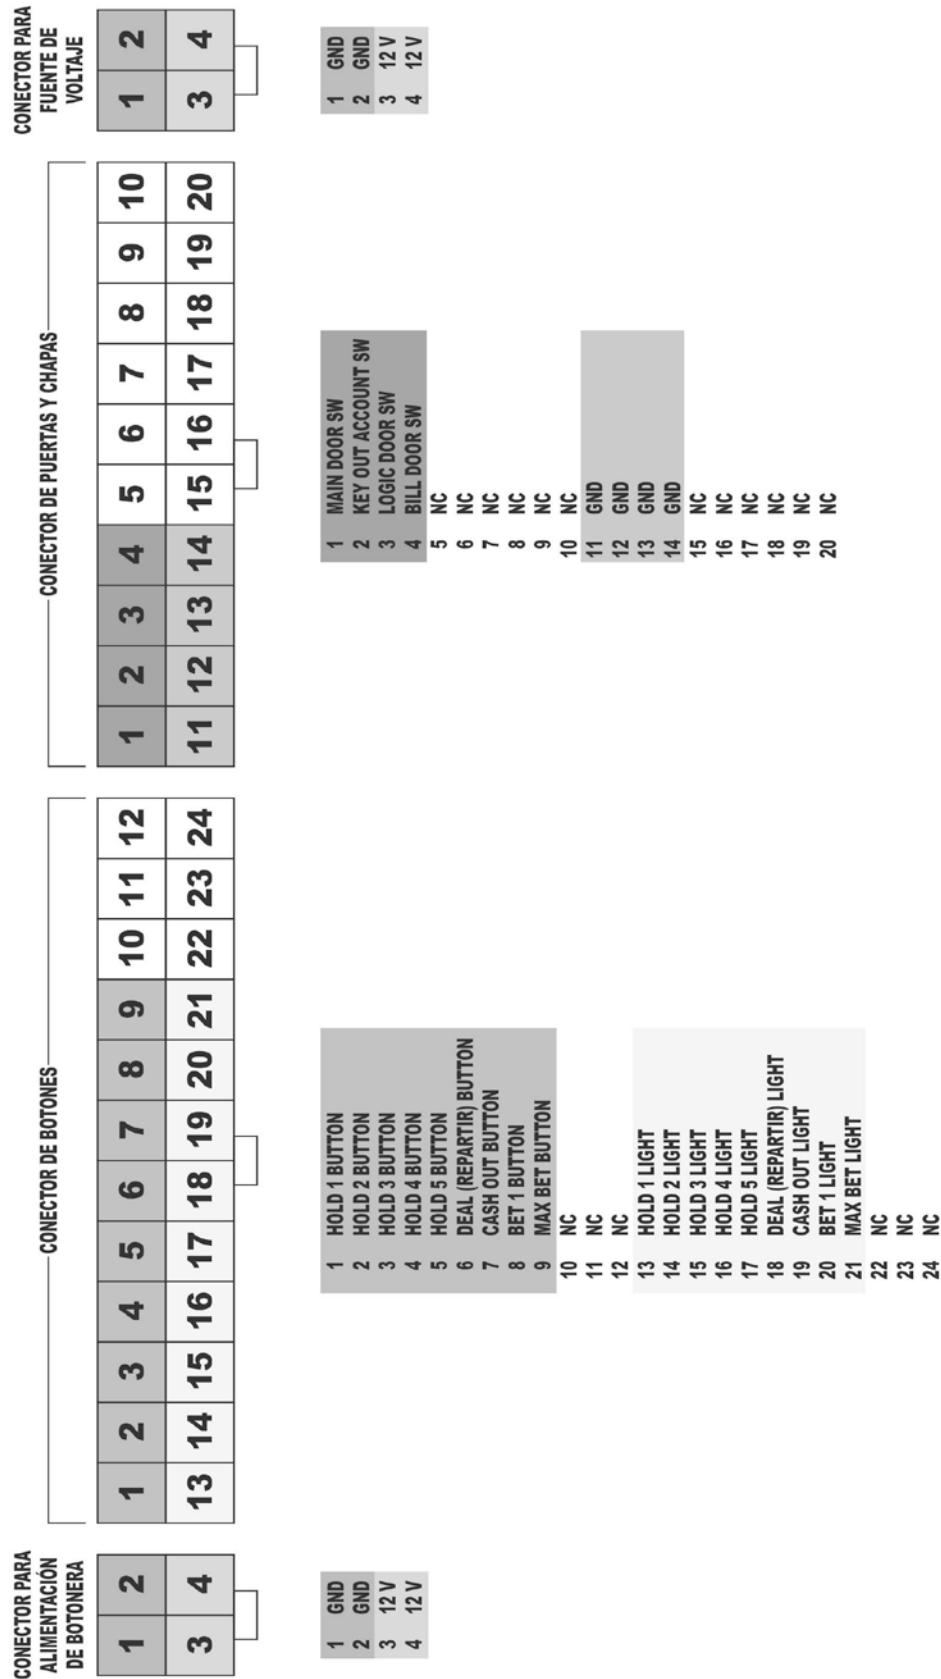 CONECTOR PARA
ALIMENTACIÓN
DE BOTONERA
1 2
3 4
1 GND
2 GND
3 12 V
4 12 V
CONECTOR DE BOTONES
1 2 3 4 5 6 7 8 9 10 11 12
13 14 15 16 17 18 19 20 21 22 23 24
1 HOLD 1 BUTTON
2 HOLD 2 BUTTON
3 HOLD 3 BUTTON
4 HOLD 4 BUTTON
5 HOLD 5 BUTTON
6 DEAL (REPARTIR) BUTTON
7 CASH OUT BUTTON
8 BET 1 BUTTON
9 MAX BET BUTTON
10 NC
11 NC
12 NC
13 HOLD 1 LIGHT
14 HOLD 2 LIGHT
15 HOLD 3 LIGHT
16 HOLD 4 LIGHT
17 HOLD 5 LIGHT
18 DEAL (REPARTIR) LIGHT
19 CASH OUT LIGHT
20 BET 1 LIGHT
21 MAX BET LIGHT
22 NC
23 NC
24 NC
CONECTOR DE PUERTAS Y CHAPAS
1 2 3 4 5 6 7 8 9 10
11 12 13 14 15 16 17 18 19 20
1 MAIN DOOR SW
2 KEY OUT ACCOUNT SW
3 LOGIC DOOR SW
4 BILL DOOR SW
5 NC
6 NC
7 NC
8 NC
9 NC
10 NC
11 GND
12 GND
13 GND
14 GND
15 NC
16 NC
17 NC
18 NC
19 NC
20 NC
CONECTOR PARA
FUENTE DE
VOLTAJE
1 2
3 4
1 GND
2 GND
3 12 V
4 12 V